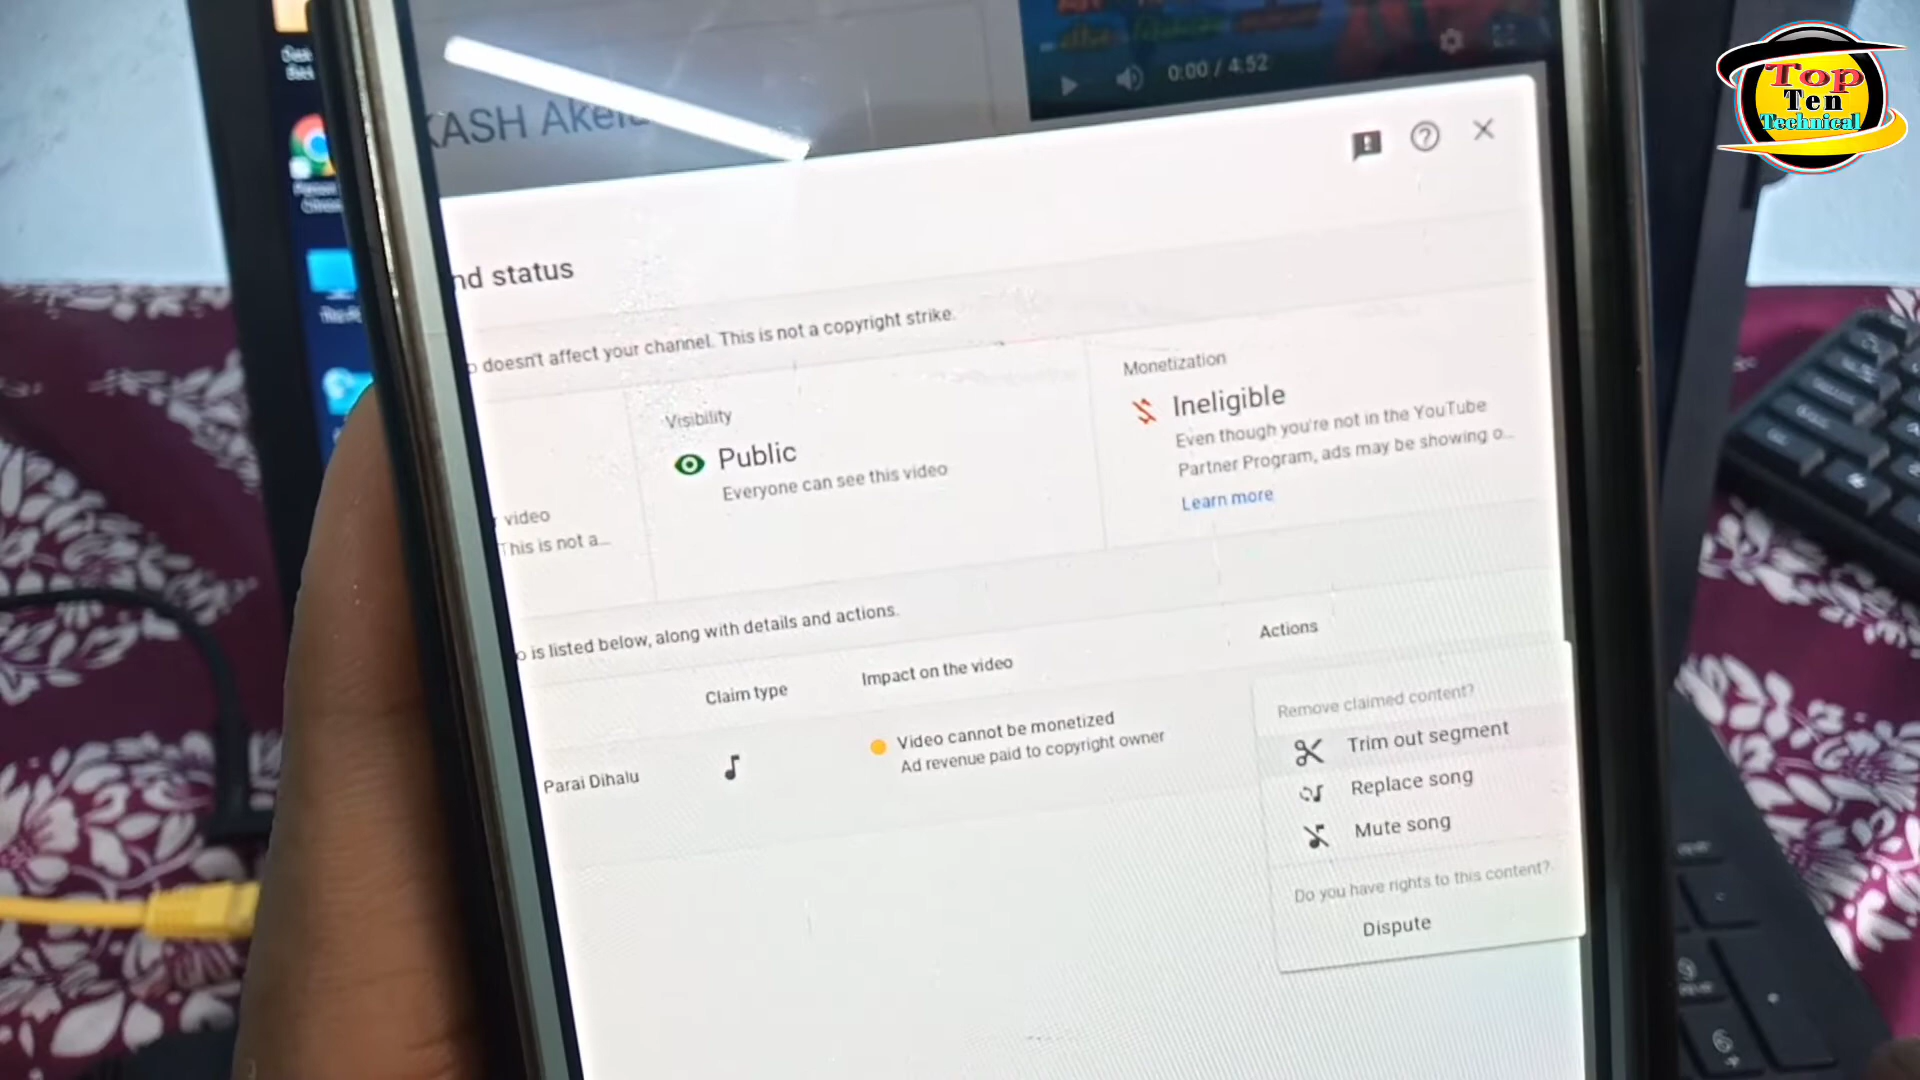 0:00 / 4:52
KASH
Top
Ten
Technical
nd status
doesn't affect your channel. This is not a copyright strike.
Monetization
Ineligible
Even though you're not in the YouTube
Partner Program, ads may be showing o...
Learn more
Visibility
Public
Everyone can see this video
video
This is not a...
is listed below, along with details and actions.
Actions
Claim type
Impact on the video
Remove claimed content?
Trim out segment
Video cannot be monetized
Ad revenue paid to copyright owner
Parai Dihalu
Replace song
Mute song
Do you have rights to this content?
Dispute